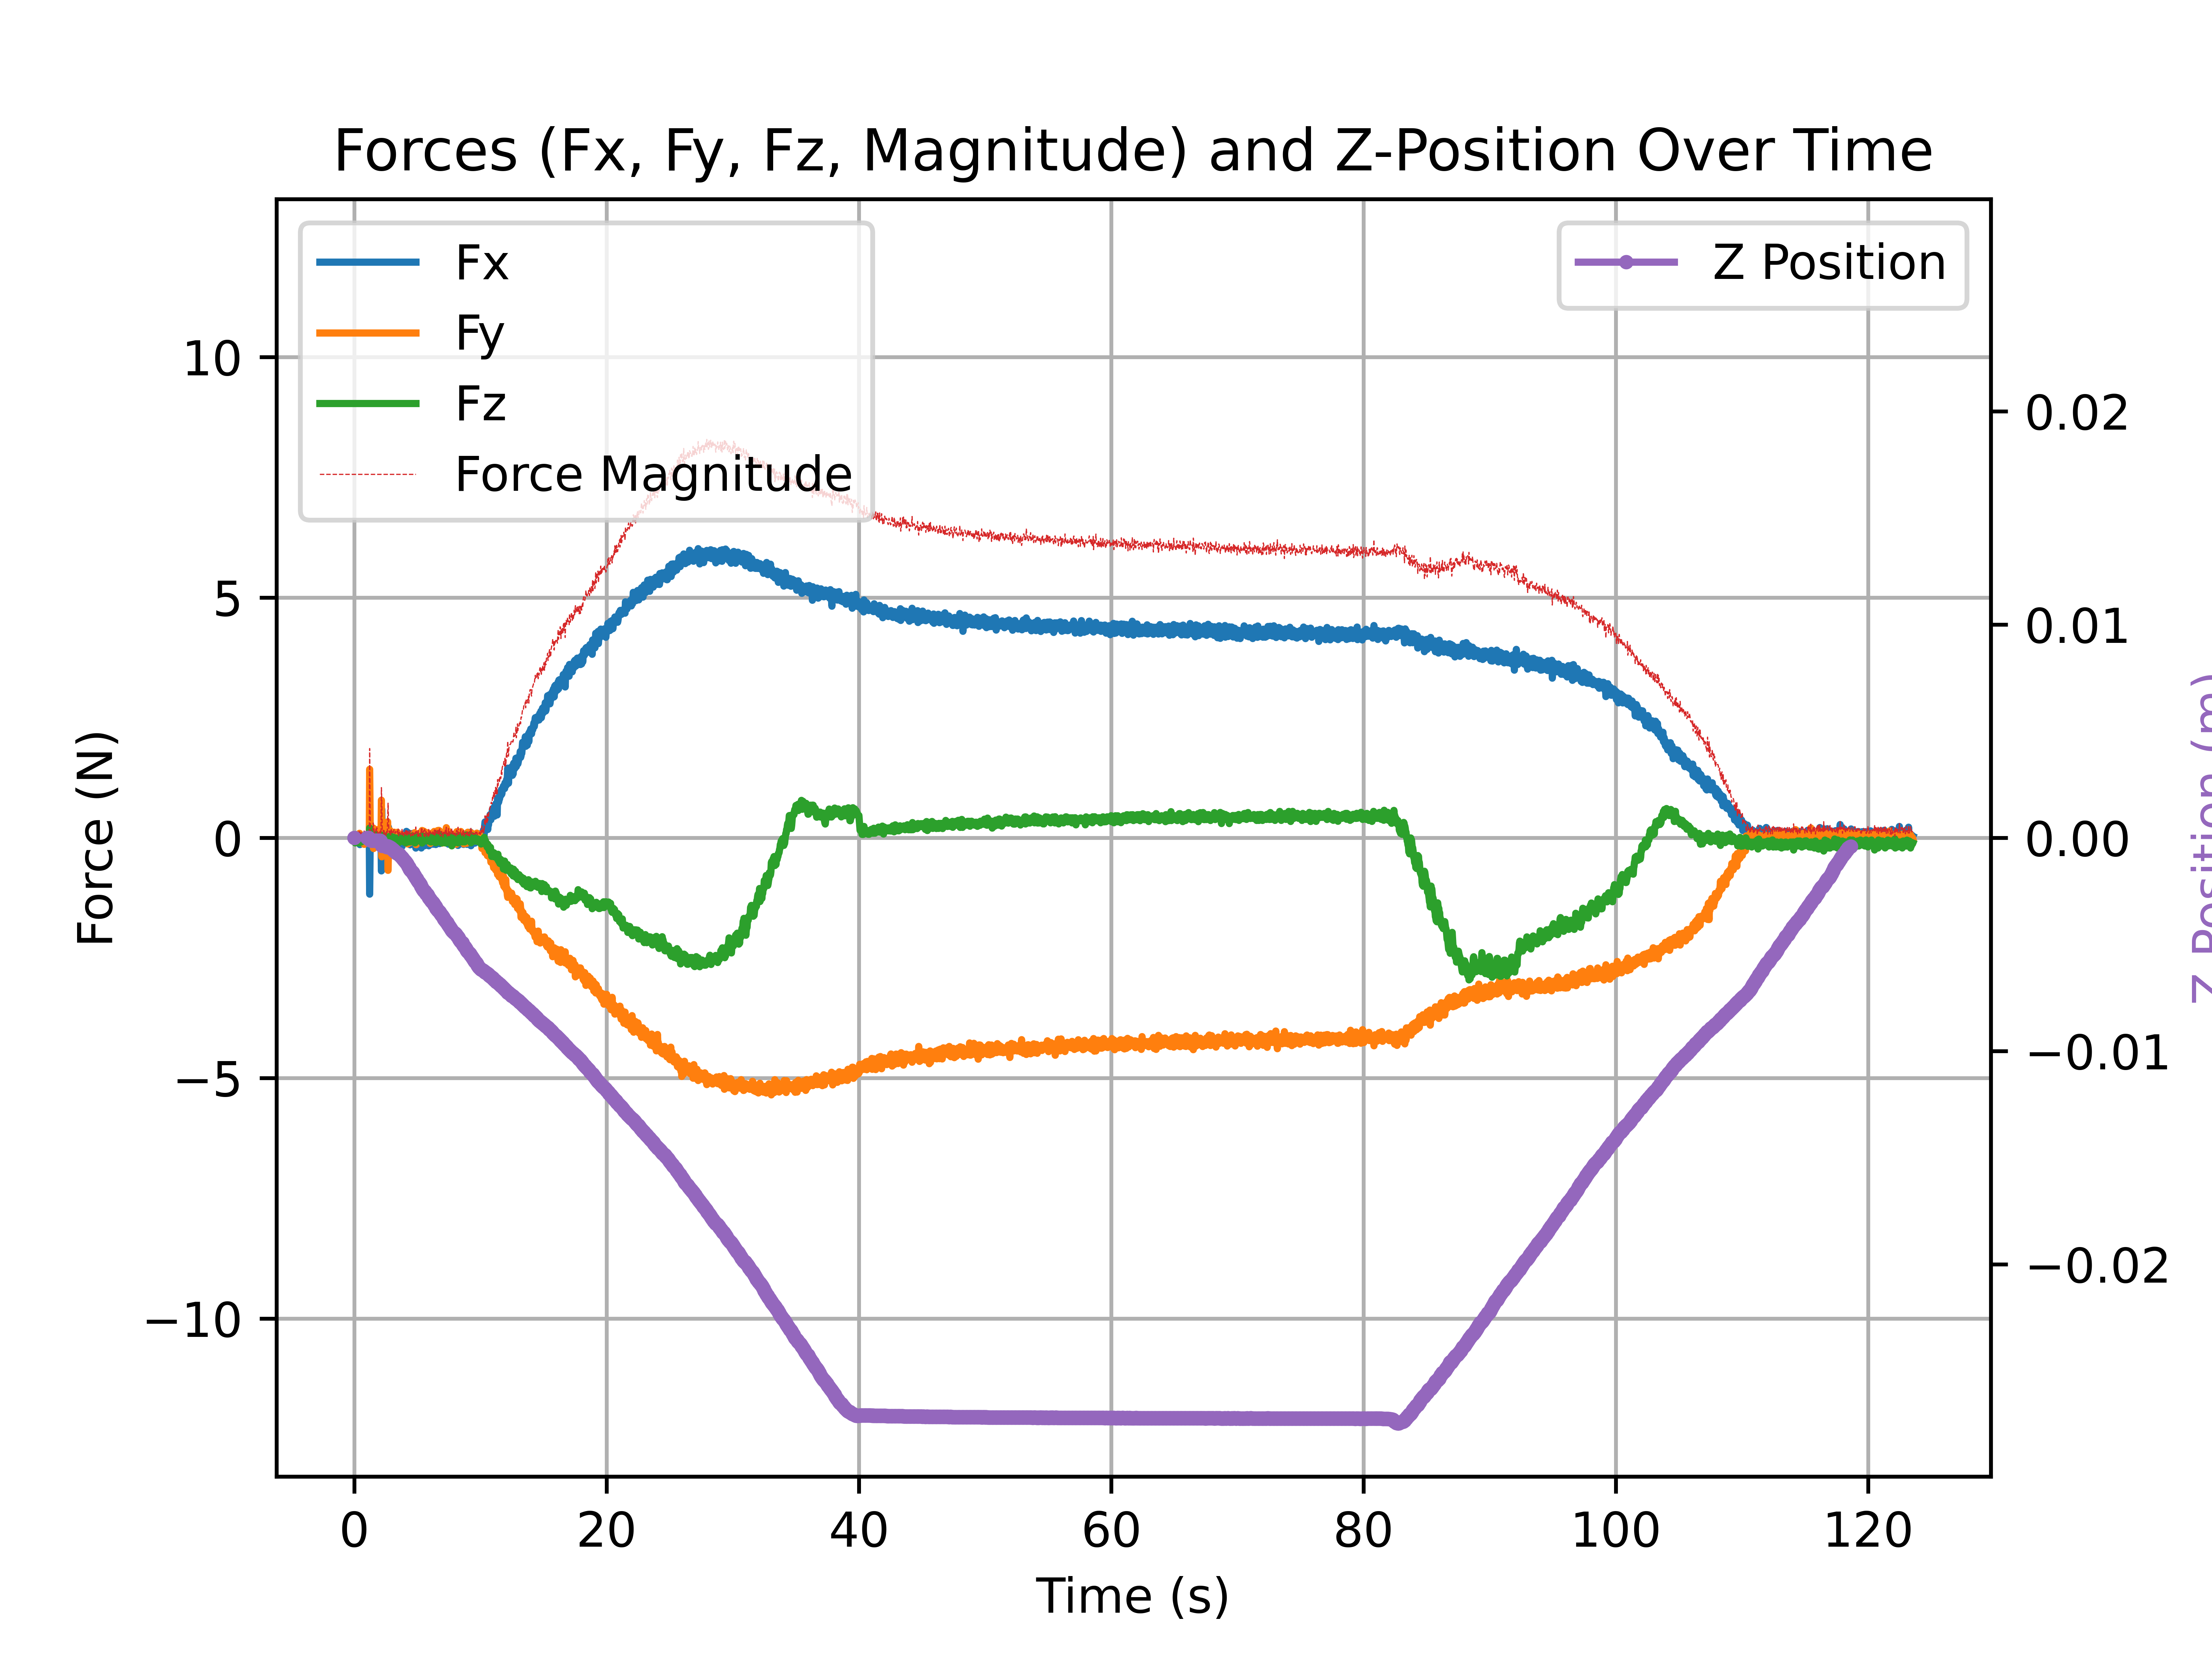 Forces (Fx, Fy, Fz, Magnitude) and Z-Position Over Time
Fx
Fy
Fz
Force Magnitude
Z Position
10
5
0
−5
−10
Force (N)
0.02
0.01
0.00
−0.01
−0.02
Z Position (m)
0
20
40
60
80
100
120
Time (s)